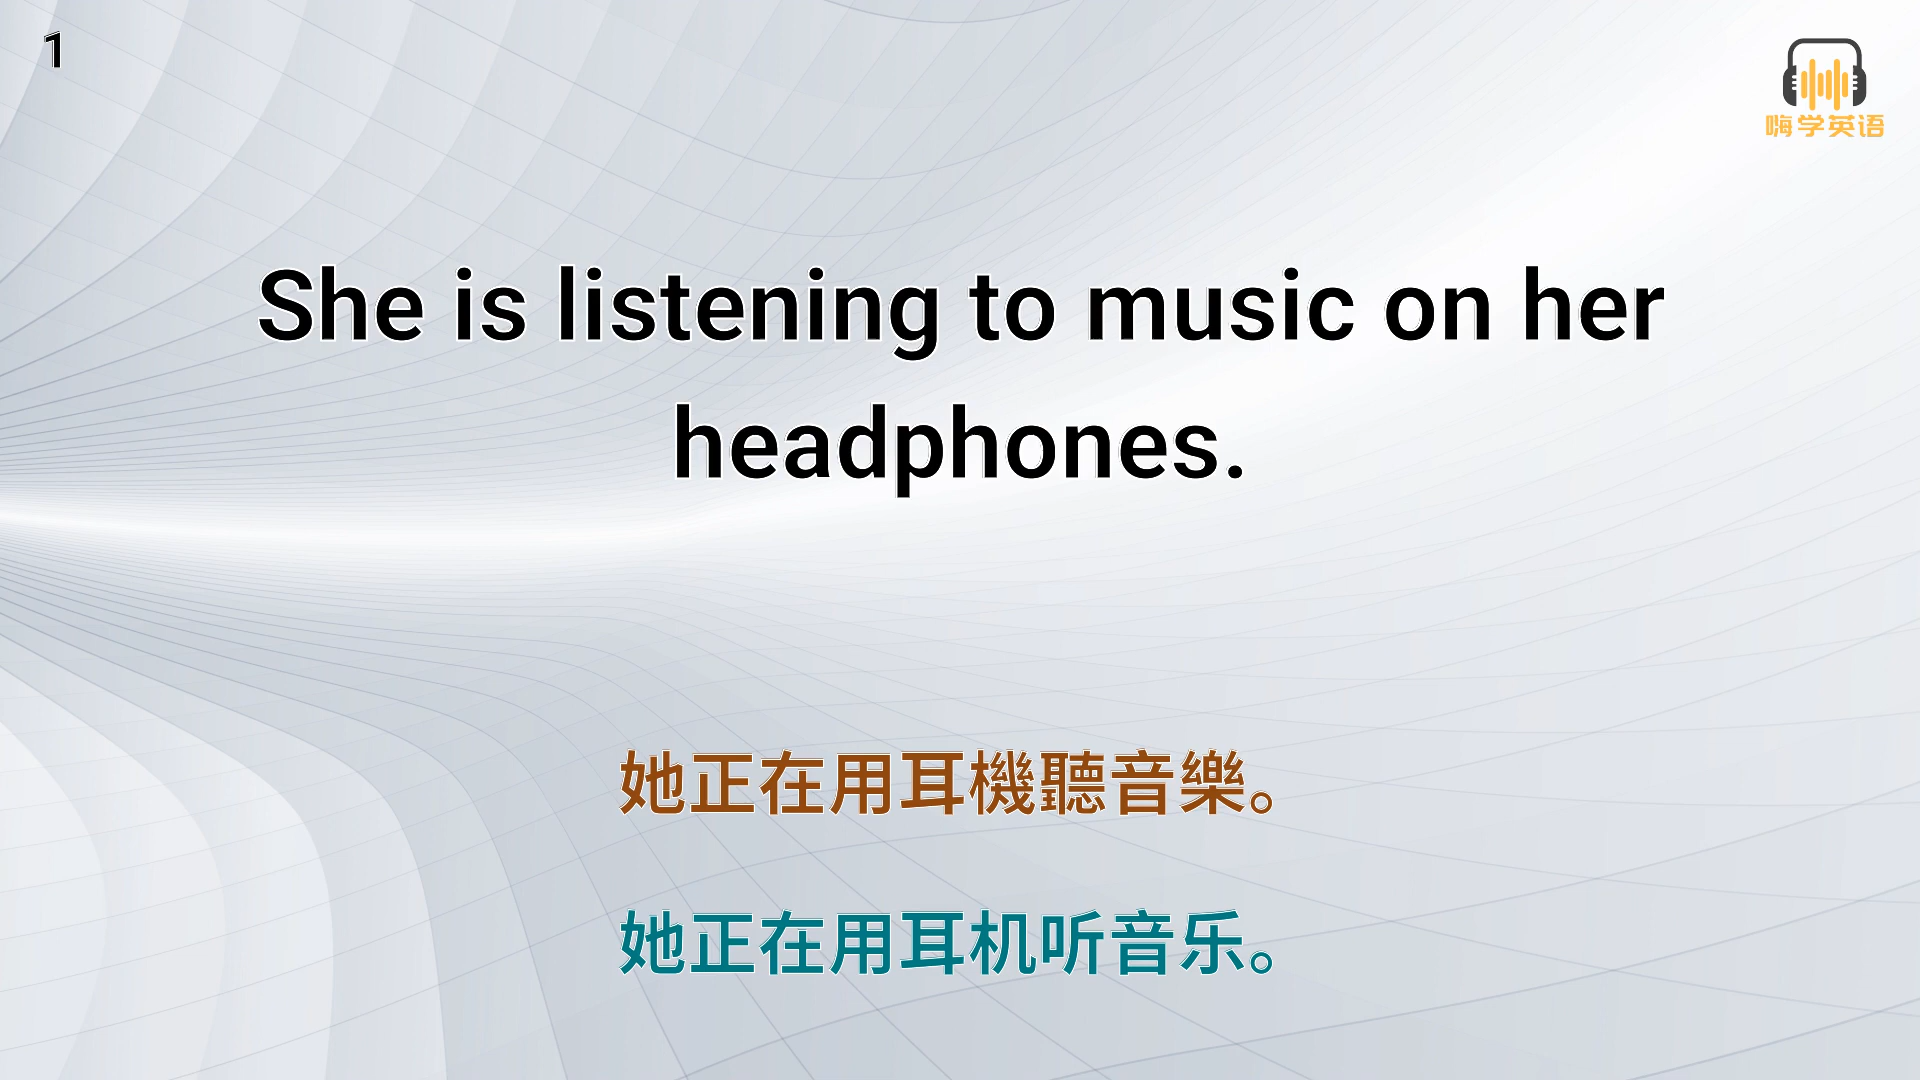 1
嗨学英语
She is listening to music on her
headphones.
她正在用耳機聽音樂。
她正在用耳机听音乐。